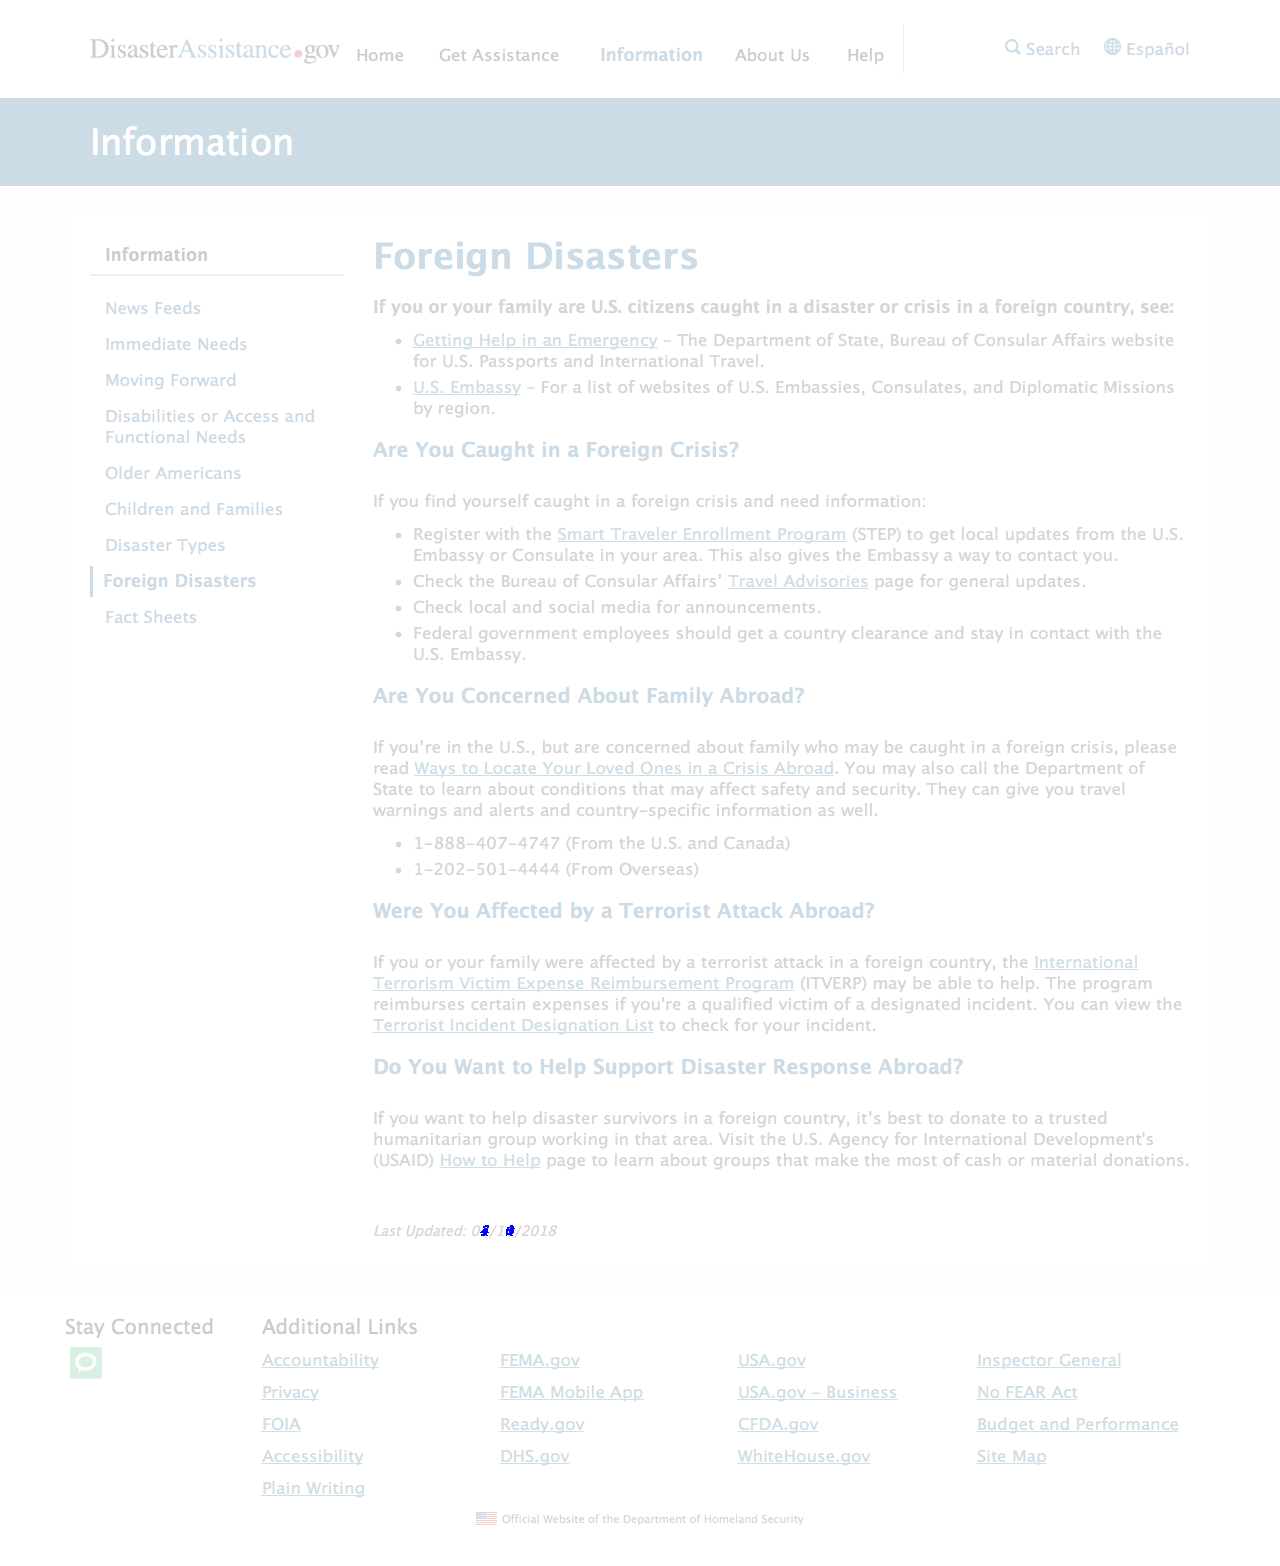 DisasterAssistance.gov Home Get Assistance Information About Us Help Search Español
Information
Information
News Feeds
Immediate Needs
Moving Forward
Disabilities or Access and
Functional Needs
Older Americans
Children and Families
Disaster Types
Foreign Disasters
Fact Sheets
Foreign Disasters
If you or your family are U.S. citizens caught in a disaster or crisis in a foreign country, see:
• Getting Help in an Emergency – The Department of State, Bureau of Consular Affairs website
for U.S. Passports and International Travel.
• U.S. Embassy – For a list of websites of U.S. Embassies, Consulates, and Diplomatic Missions
by region.
Are You Caught in a Foreign Crisis?
If you find yourself caught in a foreign crisis and need information:
• Register with the Smart Traveler Enrollment Program (STEP) to get local updates from the U.S.
Embassy or Consulate in your area. This also gives the Embassy a way to contact you.
• Check the Bureau of Consular Affairs’ Travel Advisories page for general updates.
• Check local and social media for announcements.
• Federal government employees should get a country clearance and stay in contact with the
U.S. Embassy.
Are You Concerned About Family Abroad?
If you’re in the U.S., but are concerned about family who may be caught in a foreign crisis, please
read Ways to Locate Your Loved Ones in a Crisis Abroad. You may also call the Department of
State to learn about conditions that may affect safety and security. They can give you travel
warnings and alerts and country-specific information as well.
• 1-888-407-4747 (From the U.S. and Canada)
• 1-202-501-4444 (From Overseas)
Were You Affected by a Terrorist Attack Abroad?
If you or your family were affected by a terrorist attack in a foreign country, the International
Terrorism Victim Expense Reimbursement Program (ITVERP) may be able to help. The program
reimburses certain expenses if you're a qualified victim of a designated incident. You can view the
Terrorist Incident Designation List to check for your incident.
Do You Want to Help Support Disaster Response Abroad?
If you want to help disaster survivors in a foreign country, it’s best to donate to a trusted
humanitarian group working in that area. Visit the U.S. Agency for International Development's
(USAID) How to Help page to learn about groups that make the most of cash or material donations.
Last Updated:
Stay Connected
Additional Links
Accountability FEMA.gov USA.gov Inspector General
Privacy FEMA Mobile App USA.gov - Business No FEAR Act
FOIA Ready.gov CFDA.gov Budget and Performance
Accessibility DHS.gov WhiteHouse.gov Site Map
Plain Writing
Official Website of the Department of Homeland Security